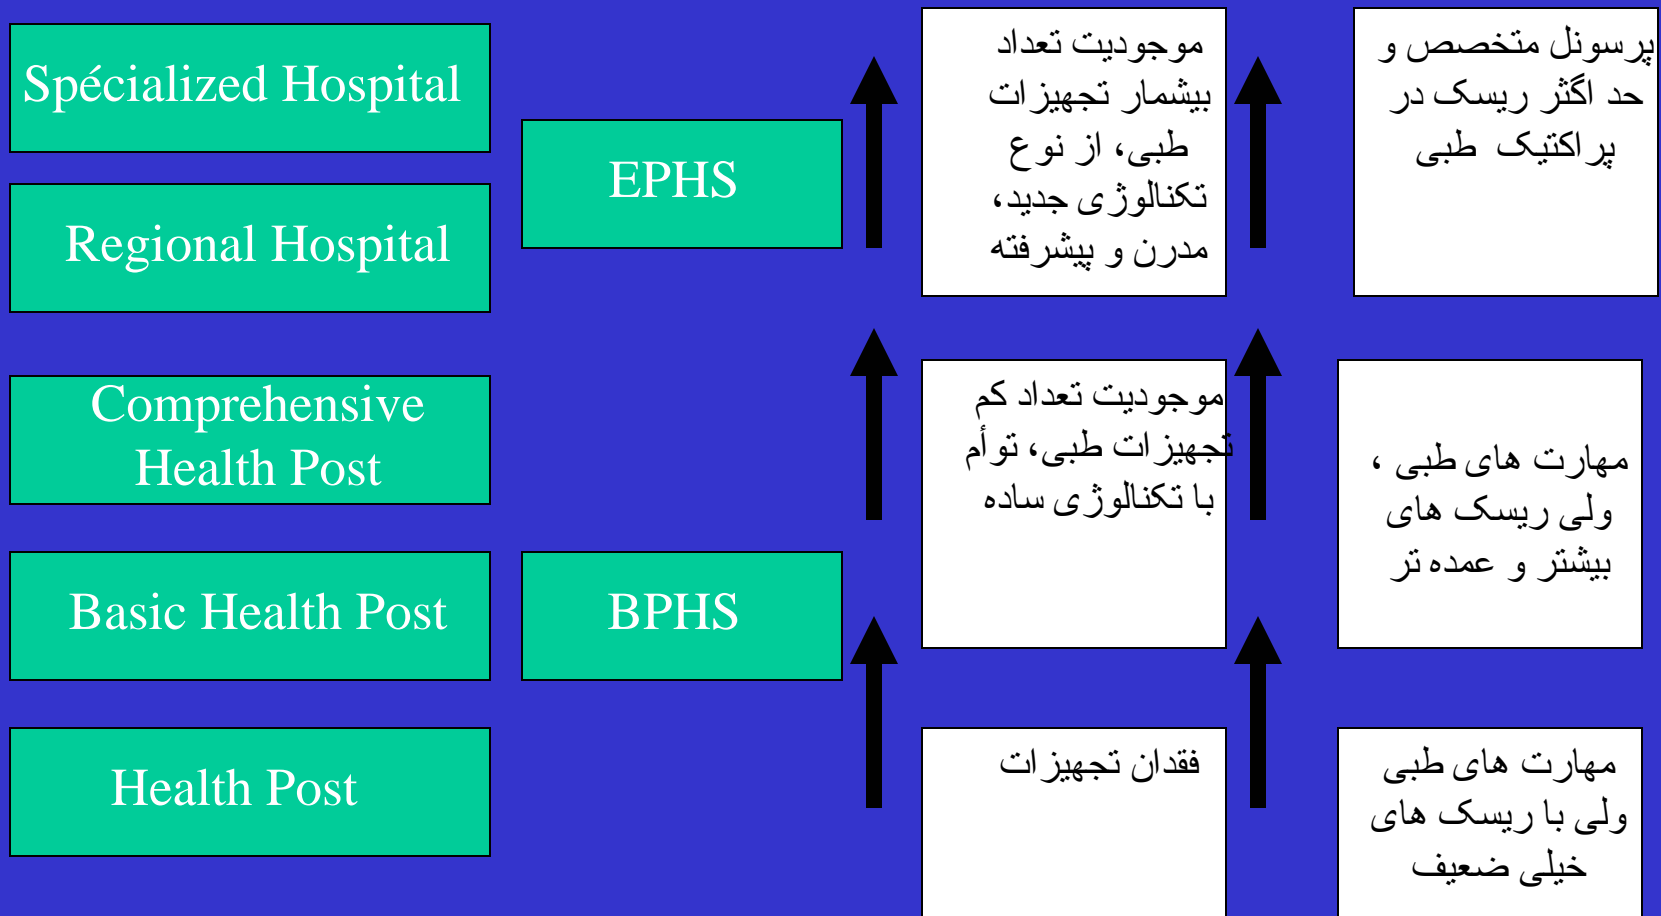 Spécialized Hospital
Regional Hospital
Comprehensive
Health Post
Basic Health Post
Health Post
EPHS
BPHS
موجودیت تعداد
بیشمار تجهیزات
طبی، از نوع
تکنالوژی جدید،
مدرن و پیشرفته
موجودیت تعداد کم
تجهیزات طبی، توأم
با تکنالوژی ساده
فقدان تجهیزات
پرسونل متخصص و
حد اگثر ریسک در
پراکتیک طبی
مهارت های طبی ،
ولی ریسک های
بیشتر و عمده تر
مهارت های طبی
ولی با ریسک های
خیلی ضعیف